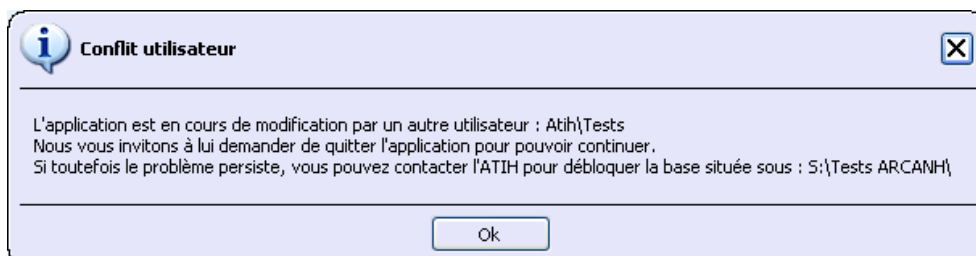 Conflit utilisateur
L'application est en cours de modification par un autre utilisateur : Atih\Tests
Nous vous invitons à lui demander de quitter l'application pour pouvoir continuer.
Si toutefois le problème persiste, vous pouvez contacter l'ATIH pour débloquer la base située sous : S:\Tests ARCANH\
Ok